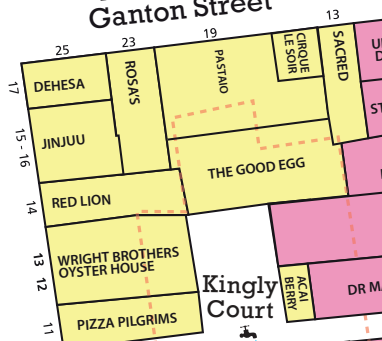 Ganton Street
25
23
19
13
17
DEHESA
ROSA'S
PASTAIO
CIRQUE
LE SOIR
SACRED
15 - 16
JINJUU
THE GOOD EGG
14
RED LION
13
12
WRIGHT BROTHERS
OYSTER HOUSE
Kingly
Court
ACAI
BERRY
DR MA
11
PIZZA PILGRIMS